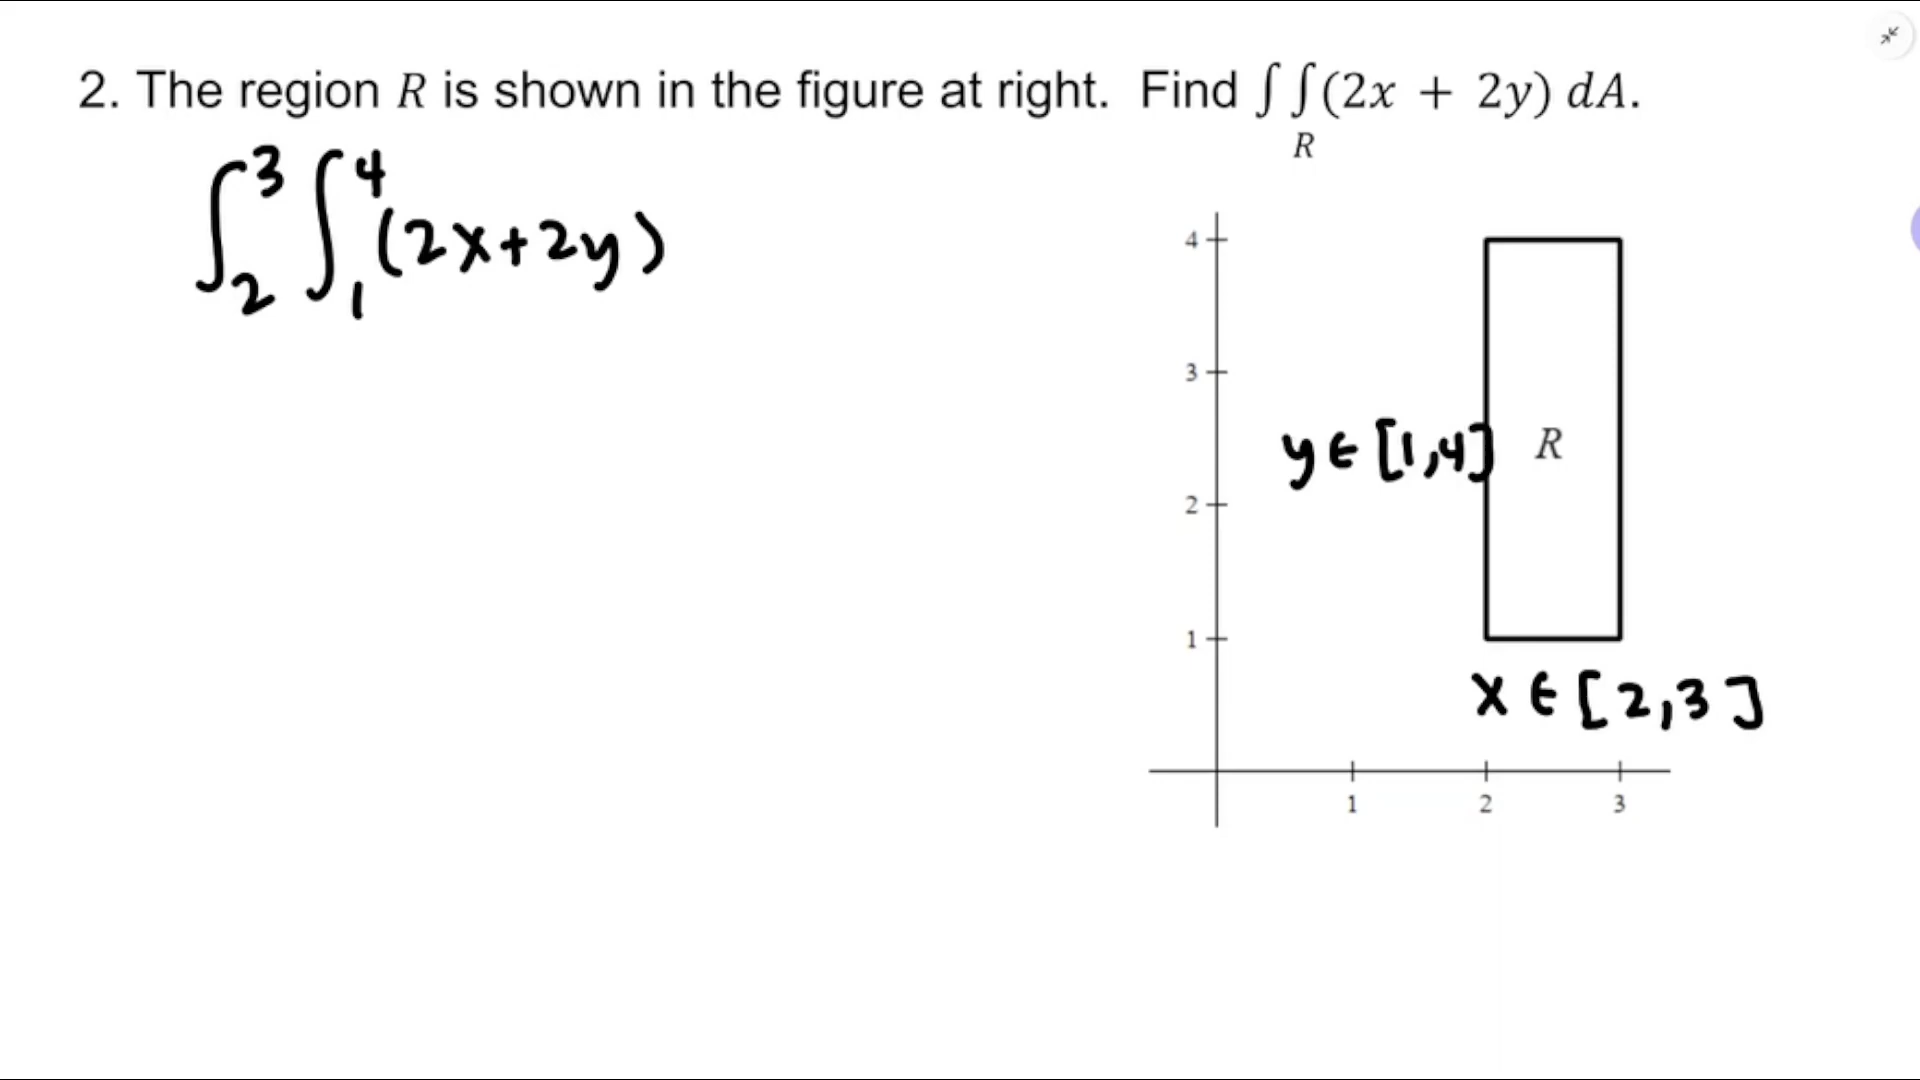 2. The region R is shown in the figure at right. Find ∫∫(2x + 2y) dA.
R
∫₂³ ∫₁⁴ (2x+2y)
4
3
y∈[1,4] R
2
1
x∈[2,3]
1 2 3